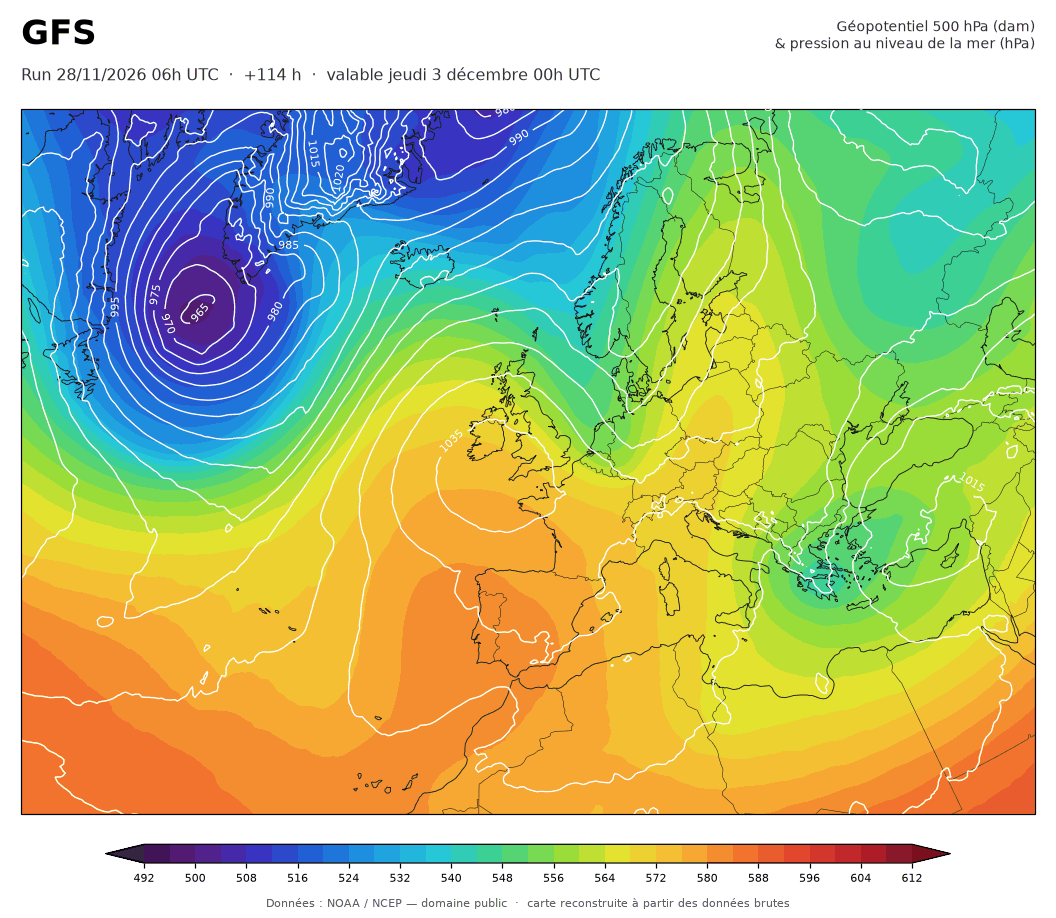 GFS
Géopotentiel 500 hPa (dam)
& pression au niveau de la mer (hPa)
Run 28/11/2026 06h UTC · +114 h · valable jeudi 3 décembre 00h UTC
990
1015
1020
990
985
975
995
965
970
980
1035
1015
492 500 508 516 524 532 540 548 556 564 572 580 588 596 604 612
Données : NOAA / NCEP — domaine public · carte reconstruite à partir des données brutes